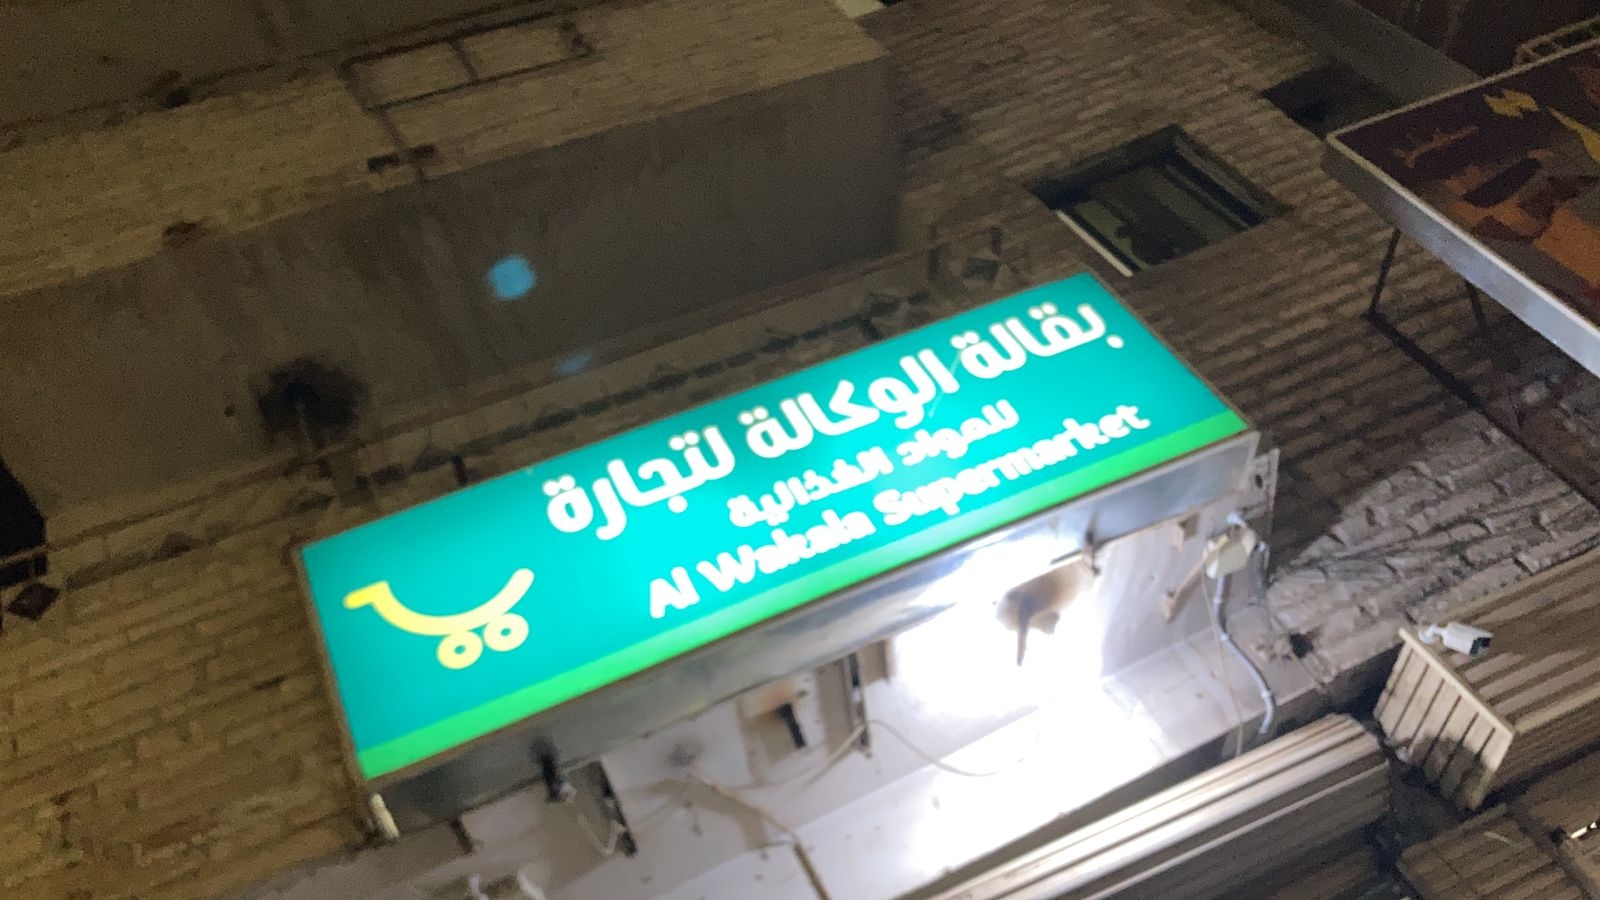 بقالة الوكالة لتجارة
للمواد الغذائية
Al Wakala Supermarket